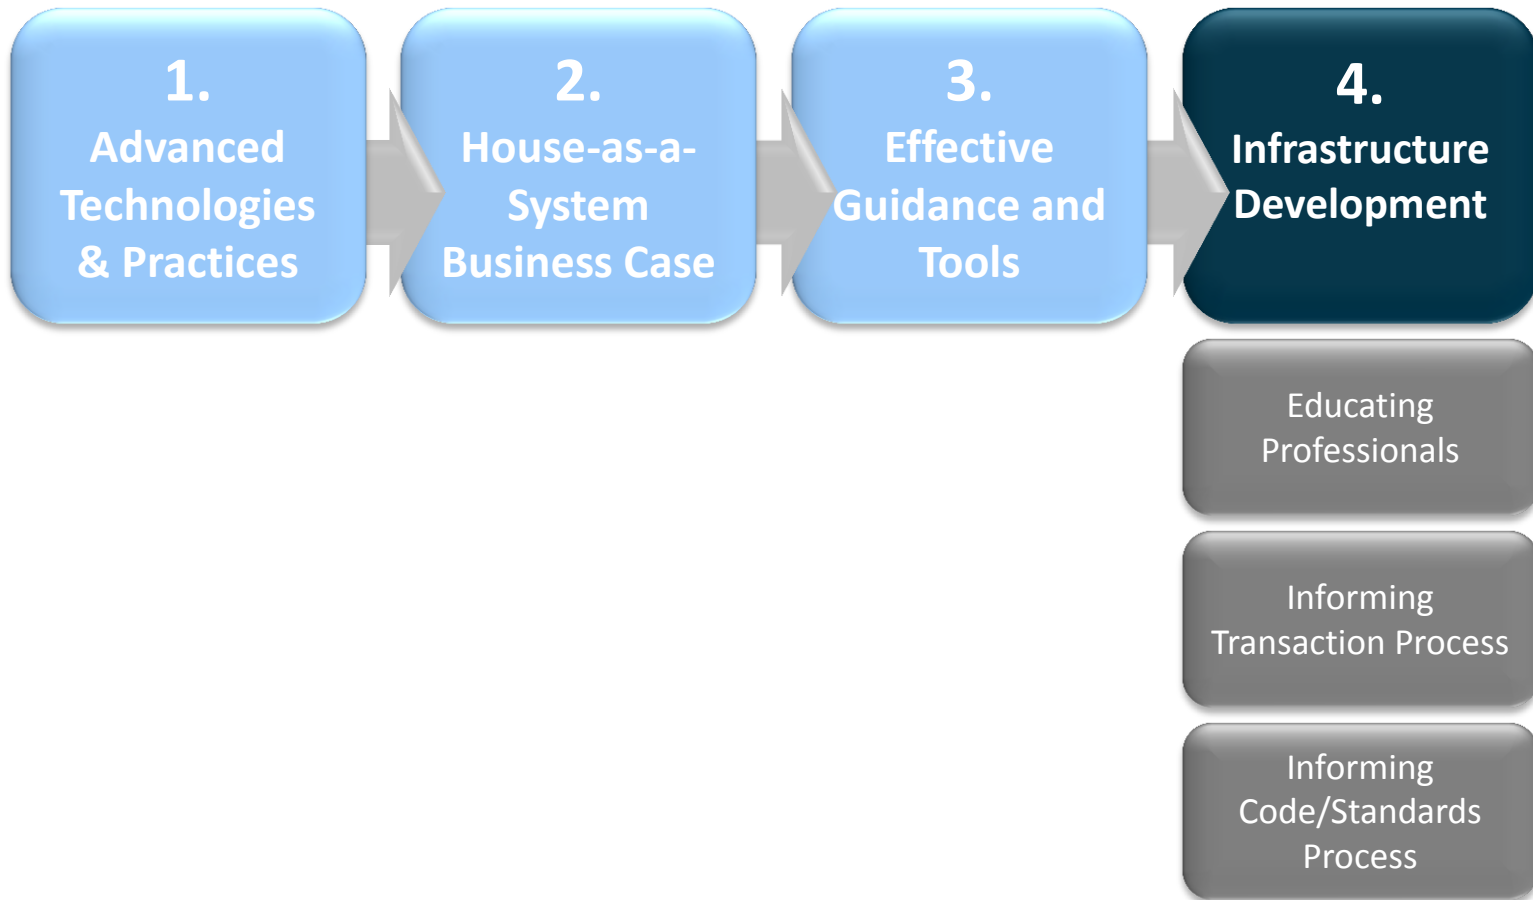 1.
Advanced
Technologies
& Practices
2.
House-as-a-
System
Business Case
3.
Effective
Guidance and
Tools
4.
Infrastructure
Development
Educating
Professionals
Informing
Transaction Process
Informing
Code/Standards
Process